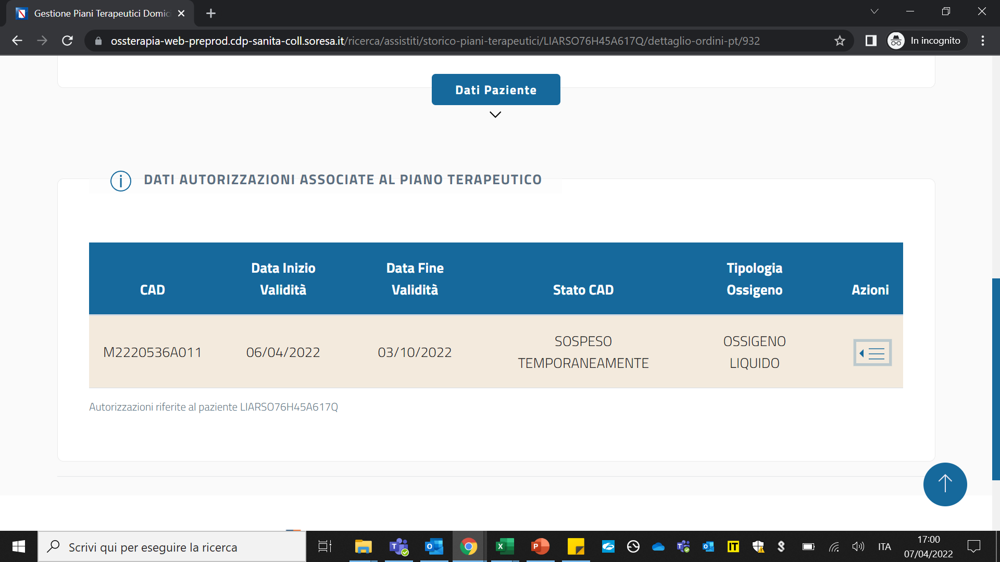 Gestione Piani Terapeutici Domic
ossterapia-web-preprod.cdp-sanita-coll.soresa.it/ricerca/assistiti/storico-piani-terapeutici/LIARSO76H45A617Q/dettaglio-ordini-pt/932
In incognito
Dati Paziente
DATI AUTORIZZAZIONI ASSOCIATE AL PIANO TERAPEUTICO
CAD
Data Inizio
Validità
Data Fine
Validità
Stato CAD
Tipologia
Ossigeno
Azioni
M2220536A011
06/04/2022
03/10/2022
SOSPESO
TEMPORANEAMENTE
OSSIGENO
LIQUIDO
Autorizzazioni riferite al paziente LIARSO76H45A617Q
Scrivi qui per eseguire la ricerca
IT
ITA
17:00
07/04/2022